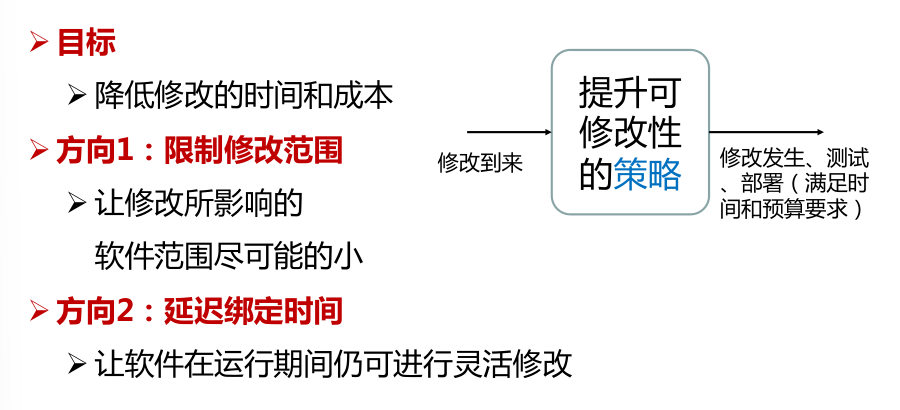 目标
降低修改的时间和成本
方向1：限制修改范围
让修改所影响的
软件范围尽可能的小
方向2：延迟绑定时间
让软件在运行期间仍可进行灵活修改
修改到来
提升可
修改性
的策略
修改发生、测试
、部署（满足时
间和预算要求）